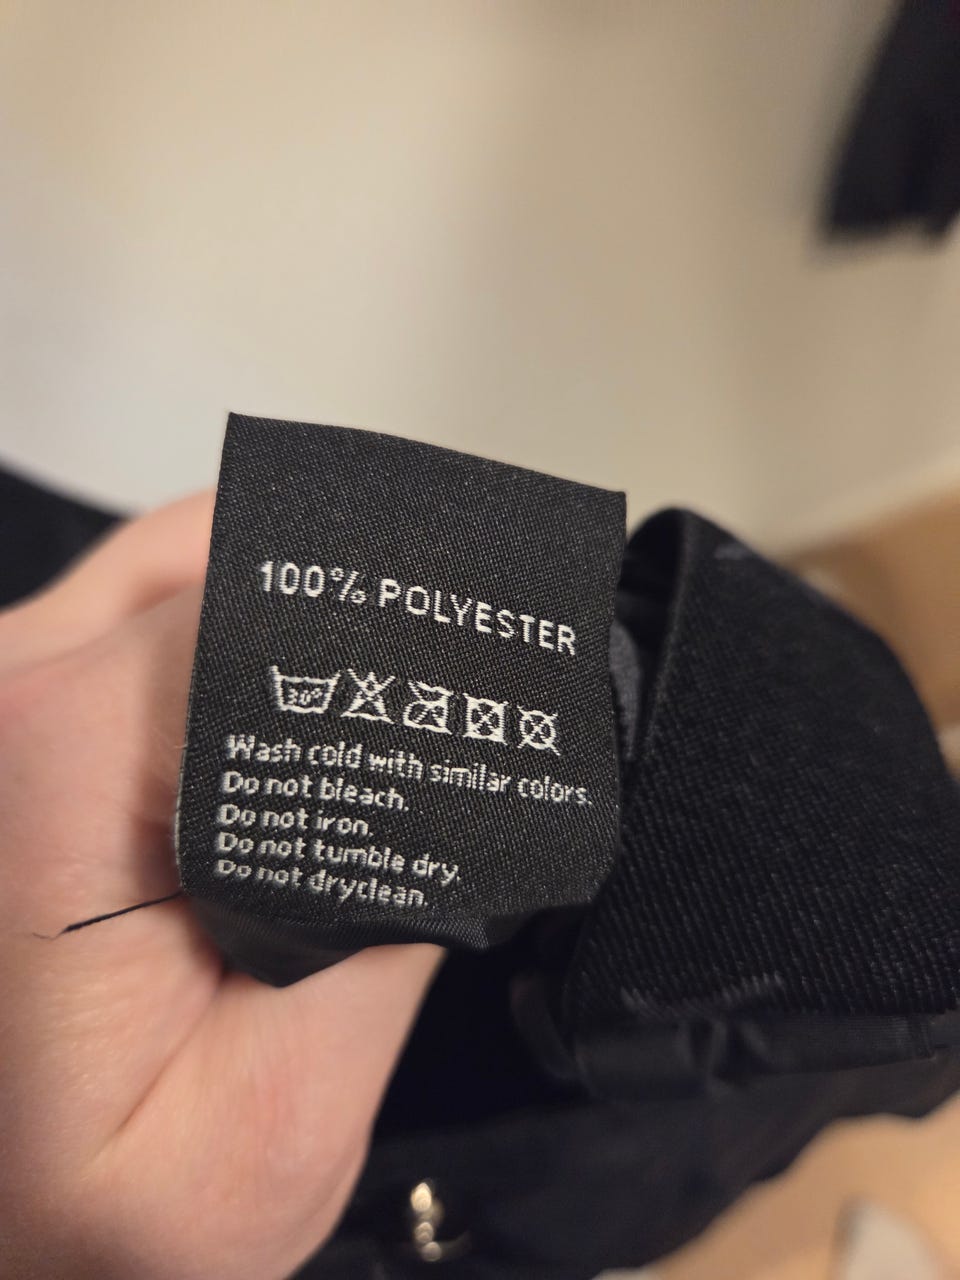 100% POLYESTER
30°
Wash cold with similar colors.
Do not bleach.
Do not iron.
Do not tumble dry.
Do not dryclean.